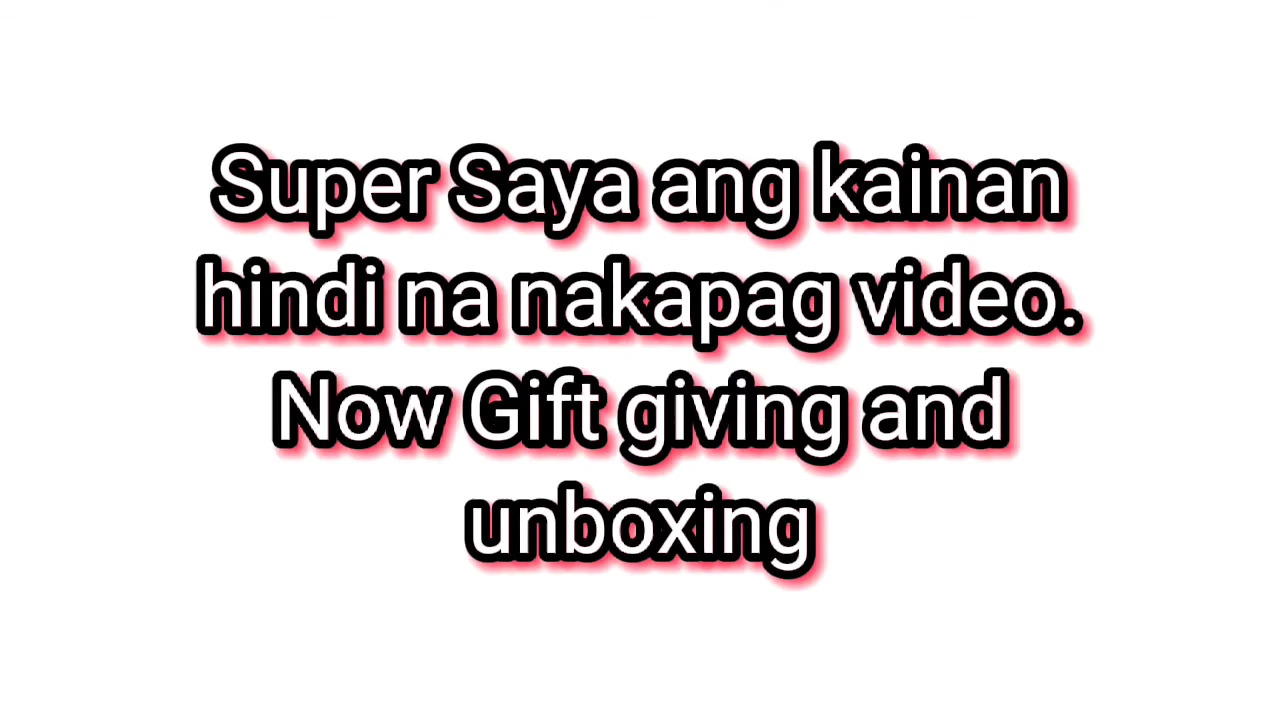 Super Saya ang kainan
hindi na nakapag video.
Now Gift giving and
unboxing